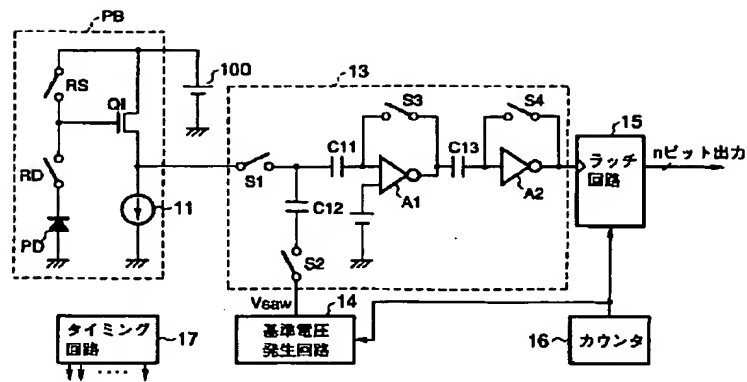 PB
RS
Q1
RD
PD
11
100
13
S1
C12
S2
C11
S3
A1
C13
S4
A2
15
ラッチ
回路
nビット出力
Vsaw
14
基準電圧
発生回路
16
カウンタ
タイミング
回路
17